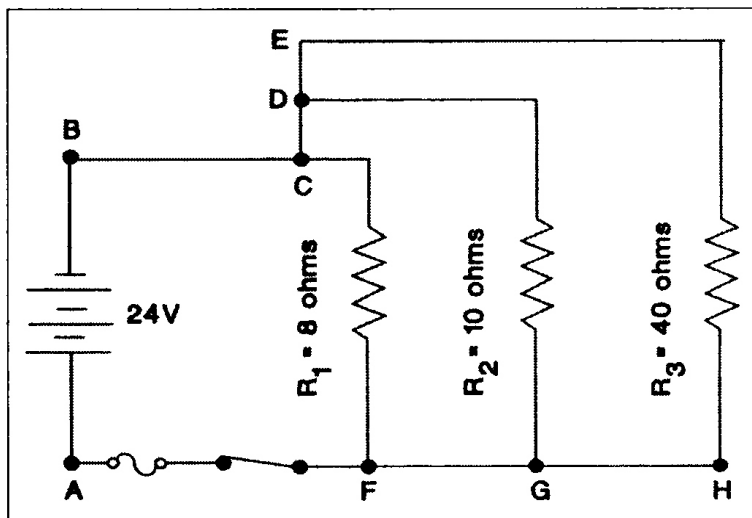 E
D
B
C
24V
R1 = 8 ohms
R2 = 10 ohms
R3 = 40 ohms
A
F
G
H